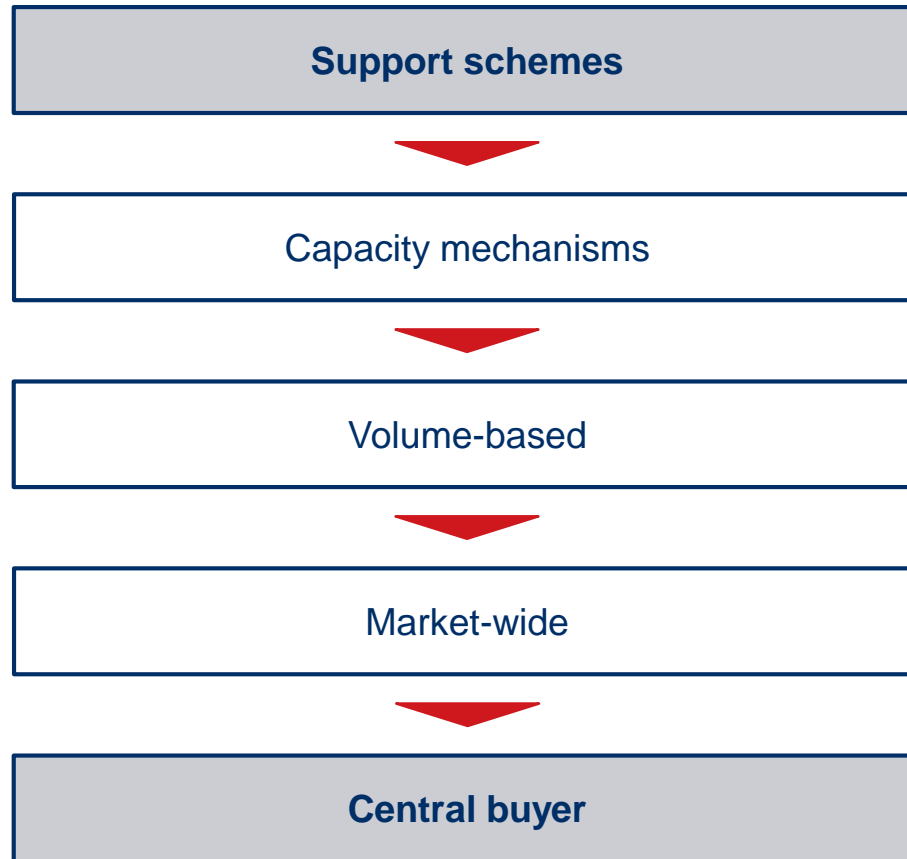 Support schemes
Capacity mechanisms
Volume-based
Market-wide
Central buyer